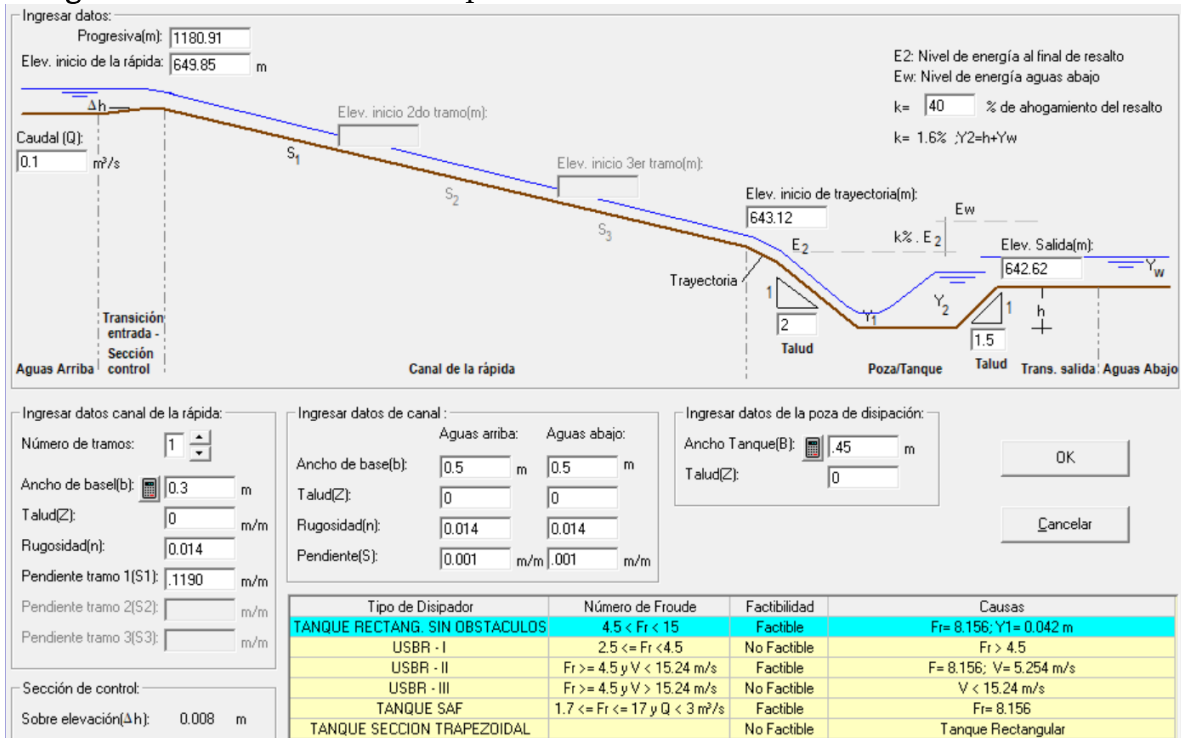 Ingresar datos:
Progresiva(m): 1180.91
Elev. inicio de la rápida: 649.85 m
E2: Nivel de energía al final de resalto
Ew: Nivel de energía aguas abajo
k= 40 % de ahogamiento del resalto
k= 1.6% ;Y2=h+Yw
Δh
Elev. inicio 2do tramo(m):
Caudal (Q):
0.1 m³/s
S1
Elev. inicio 3er tramo(m):
S2
Elev. inicio de trayectoria(m):
643.12
Ew
S3
E2
k% . E2
Elev. Salida(m):
642.62
Yw
Trayectoria
1
2
Talud
Y1
Y2
1
1.5
Talud
h
Transición
entrada -
Sección
control
Aguas Arriba
Canal de la rápida
Poza/Tanque
Trans. salida
Aguas Abajo
Ingresar datos canal de la rápida:
Número de tramos: 1
Ancho de basel(b): 0.3 m
Talud(Z): 0 m/m
Rugosidad(n): 0.014
Pendiente tramo 1(S1): .1190 m/m
Pendiente tramo 2(S2): m/m
Pendiente tramo 3(S3): m/m
Sección de control:
Sobre elevación(Δh): 0.008 m
Ingresar datos de canal :
Aguas arriba: Aguas abajo:
Ancho de base(b): 0.5 m 0.5 m
Talud(Z): 0 0
Rugosidad(n): 0.014 0.014
Pendiente(S): 0.001 m/m .001 m/m
Ingresar datos de la poza de disipación:
Ancho Tanque(B): .45 m
Talud(Z): 0
OK
Cancelar
Tipo de Disipador Número de Froude Factibilidad Causas
TANQUE RECTANG. SIN OBSTACULOS 4.5 < Fr < 15 Factible Fr= 8.156; Y1= 0.042 m
USBR - I 2.5 <= Fr <4.5 No Factible Fr > 4.5
USBR - II Fr >= 4.5 y V < 15.24 m/s Factible F= 8.156; V= 5.254 m/s
USBR - III Fr >= 4.5 y V > 15.24 m/s No Factible V < 15.24 m/s
TANQUE SAF 1.7 <= Fr <= 17 y Q < 3 m³/s Factible Fr= 8.156
TANQUE SECCION TRAPEZOIDAL No Factible Tanque Rectangular